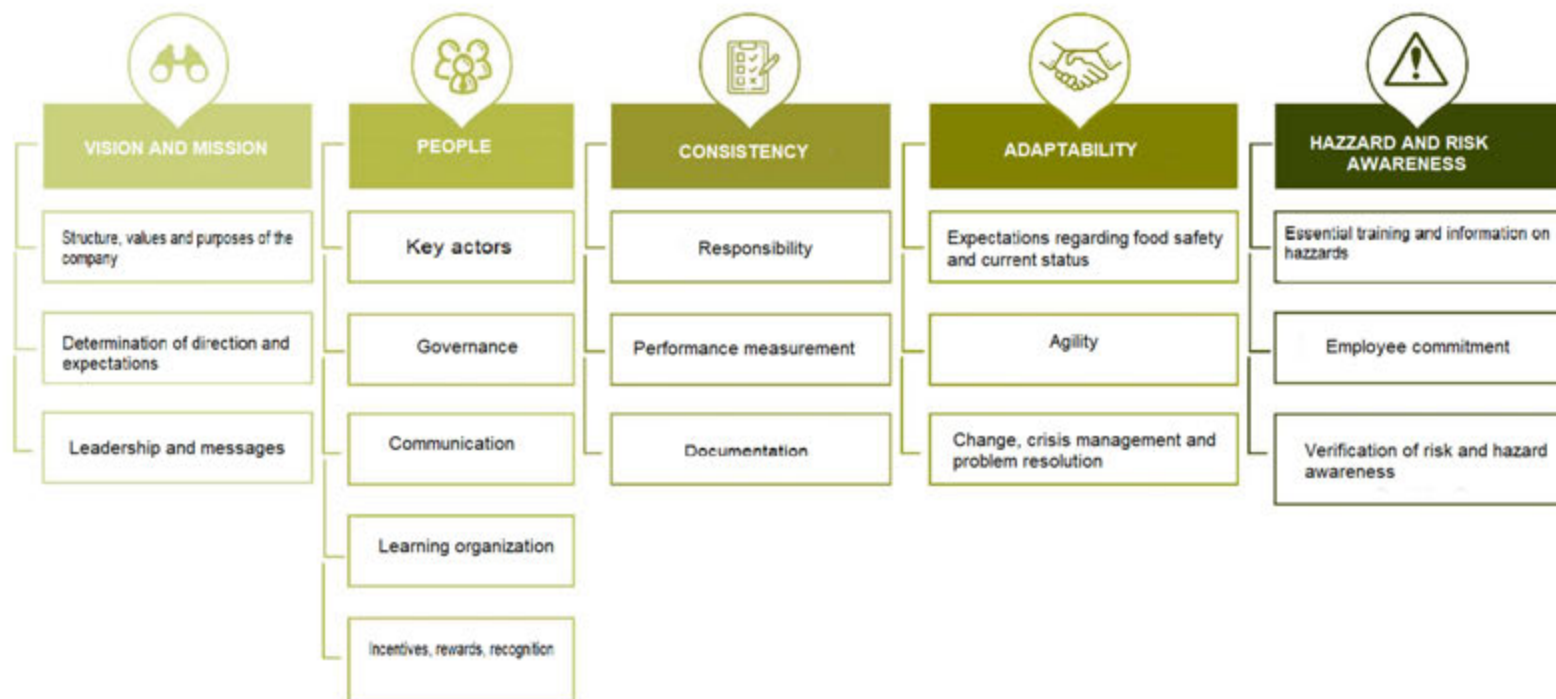 VISION AND MISSION
Structure, values and purposes of the
company
Determination of direction and
expectations
Leadership and messages
PEOPLE
Key actors
Governance
Communication
Learning organization
Incentives, rewards, recognition
CONSISTENCY
Responsibility
Performance measurement
Documentation
ADAPTABILITY
Expectations regarding food safety
and current status
Agility
Change, crisis management and
problem resolution
HAZZARD AND RISK
AWARENESS
Essential training and information on
hazzards
Employee commitment
Verification of risk and hazard
awareness